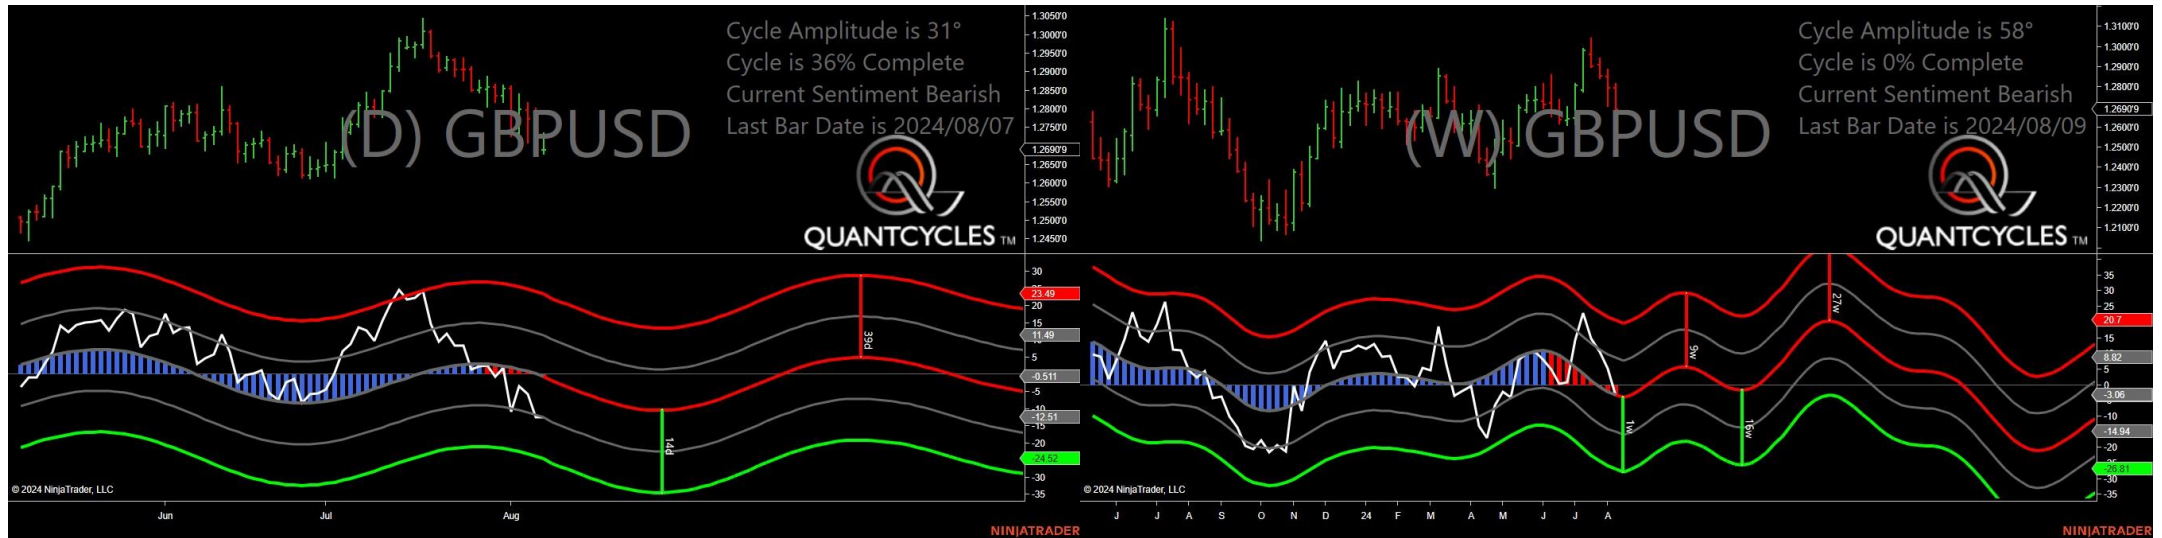 Cycle Amplitude is 31°
Cycle is 36% Complete
Current Sentiment Bearish
Last Bar Date is 2024/08/07
(D) GBPUSD
QUANTCYCLES TM
1.3050'0
1.3000'0
1.2950'0
1.2900'0
1.2850'0
1.2800'0
1.2750'0
1.2690'9
1.2650'0
1.2600'0
1.2550'0
1.2500'0
1.2450'0
30
23.49
20
15
11.49
5
-0.511
-5
-10
-12.51
-15
-20
-24.52
-30
-35
39d
14d
© 2024 NinjaTrader, LLC
Jun
Jul
Aug
NINJATRADER
Cycle Amplitude is 58°
Cycle is 0% Complete
Current Sentiment Bearish
Last Bar Date is 2024/08/09
(W) GBPUSD
QUANTCYCLES TM
1.3100'0
1.3000'0
1.2900'0
1.2800'0
1.2690'9
1.2600'0
1.2500'0
1.2400'0
1.2300'0
1.2200'0
1.2100'0
35
30
25
20.7
15
8.82
5
0
-3.06
-10
-14.94
-20
-26.81
-30
-35
1w
9w
16w
27w
© 2024 NinjaTrader, LLC
J J A S O N D 24 F M A M J J A
NINJATRADER